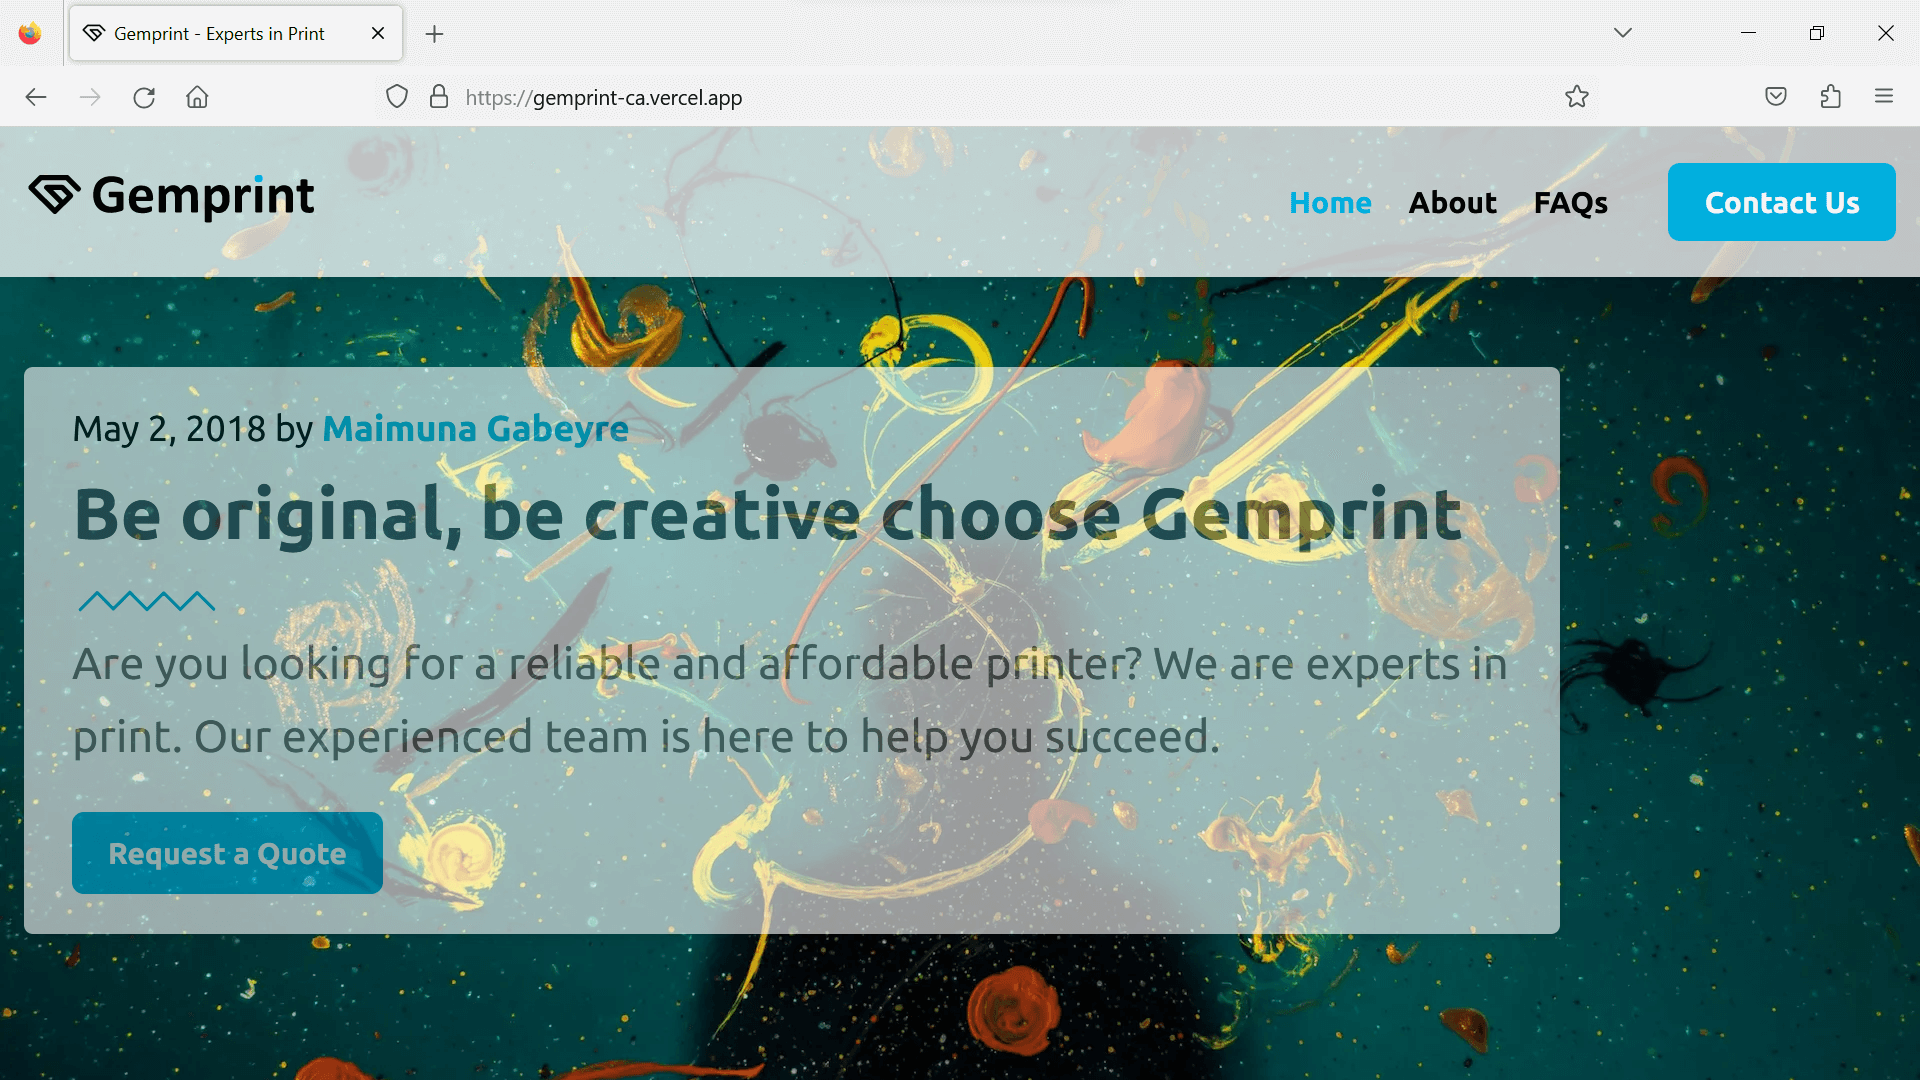 Gemprint - Experts in Print
https://gemprint-ca.vercel.app
Gemprint
Home About FAQs Contact Us
May 2, 2018 by Maimuna Gabeyre
Be original, be creative choose Gemprint
Are you looking for a reliable and affordable printer? We are experts in
print. Our experienced team is here to help you succeed.
Request a Quote